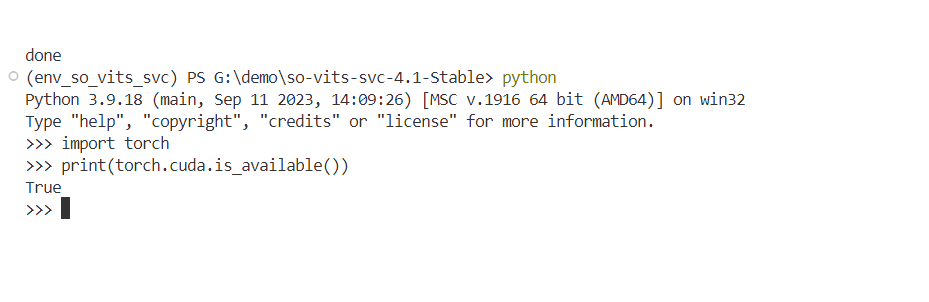 done
(env_so_vits_svc) PS G:\demo\so-vits-svc-4.1-Stable> python
Python 3.9.18 (main, Sep 11 2023, 14:09:26) [MSC v.1916 64 bit (AMD64)] on win32
Type "help", "copyright", "credits" or "license" for more information.
>>> import torch
>>> print(torch.cuda.is_available())
True
>>>